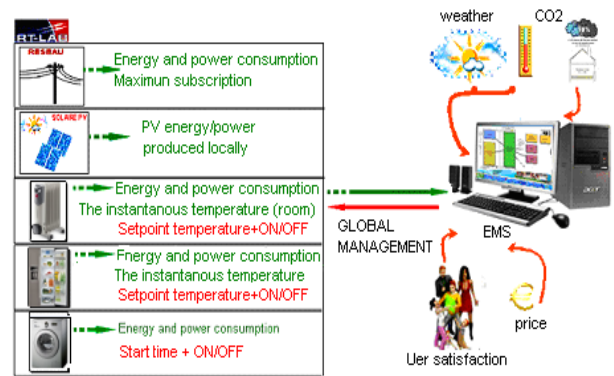 RT-LAB
RESEAU
Energy and power consumption
Maximun subscription
SOLAIRE PV
PV energy/power
produced locally
Energy and power consumption
The instantanous temperature (room)
Setpoint temperature+ON/OFF
Energy and power consumption
The instantanous temperature
Setpoint temperature+ON/OFF
Energy and power consumption
Start time + ON/OFF
weather
CO2
GLOBAL
MANAGEMENT
EMS
price
Uer satisfaction